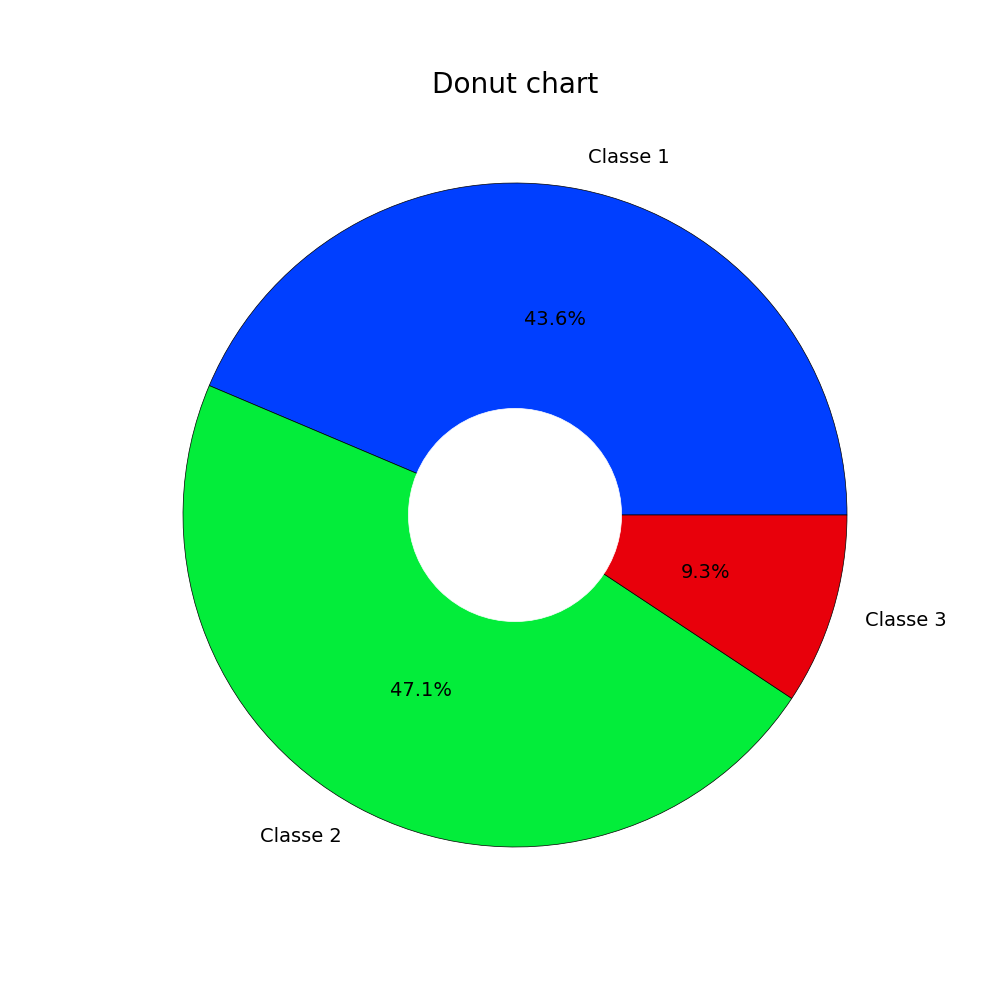 Donut chart
Classe 1
43.6%
9.3%
Classe 3
47.1%
Classe 2